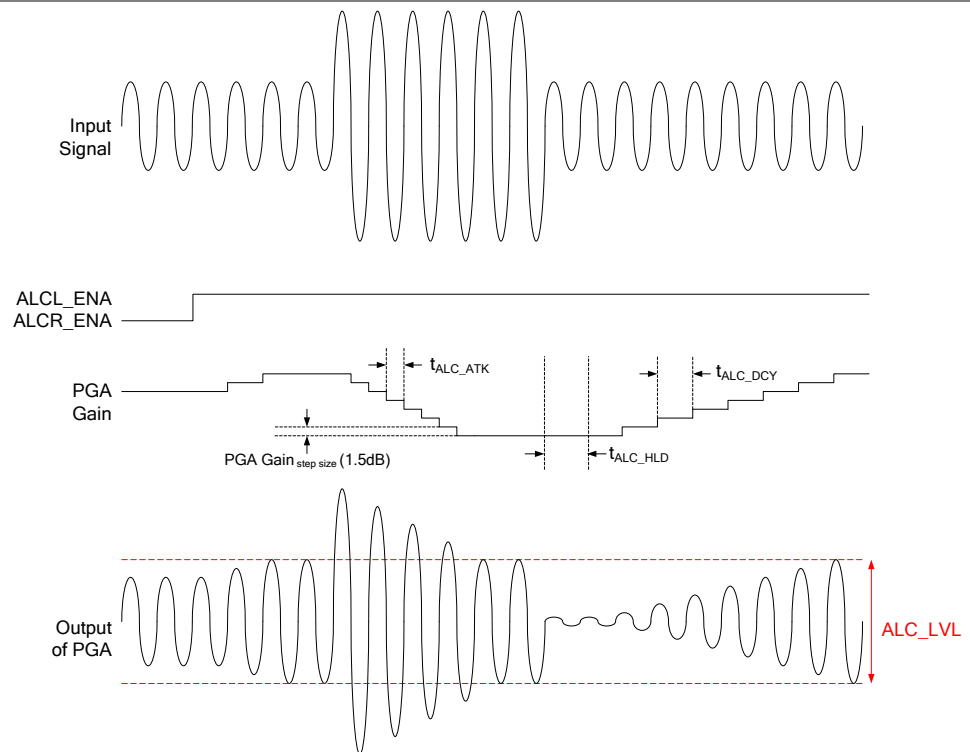 Input
Signal
ALCL_ENA
ALCR_ENA
PGA
Gain
tALC_ATK
tALC_DCY
PGA Gain step size (1.5dB)
tALC_HLD
Output
of PGA
ALC_LVL